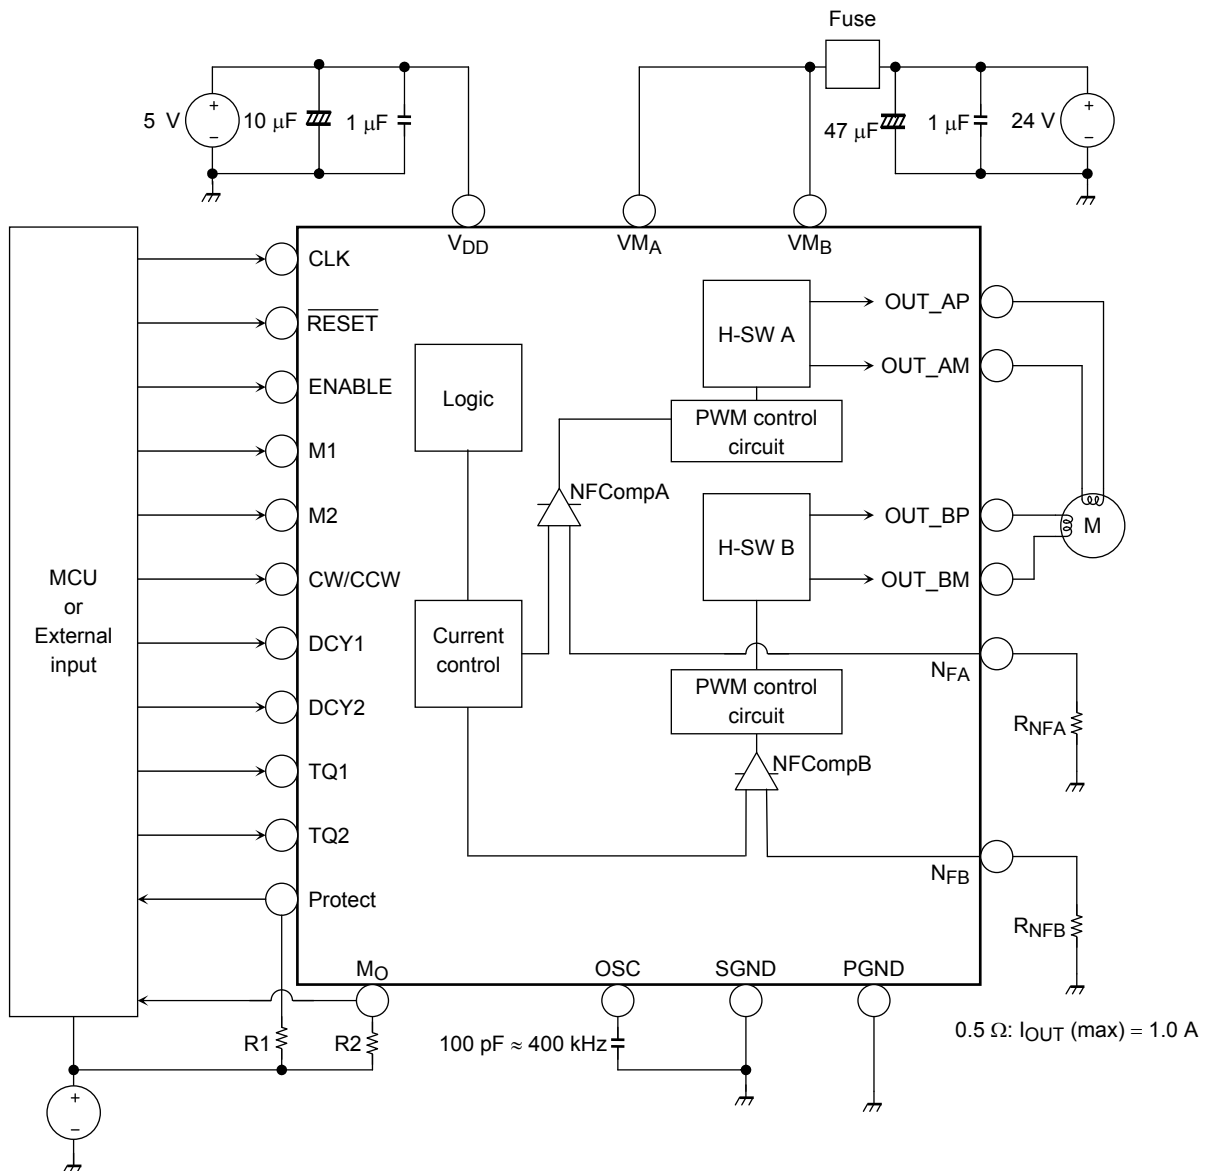 Fuse
5 V
10 μF
1 μF
47 μF
1 μF
24 V
+
−
+
−
VDD
VMA
VMB
CLK
RESET
ENABLE
M1
M2
CW/CCW
DCY1
DCY2
TQ1
TQ2
Protect
MCU
or
External
input
Logic
Current
control
NFCompA
H-SW A
PWM control
circuit
H-SW B
PWM control
circuit
NFCompB
OUT_AP
OUT_AM
OUT_BP
OUT_BM
M
NFA
RNFA
NFB
RNFB
MO
OSC
SGND
PGND
R1
R2
100 pF ≈ 400 kHz
0.5 Ω: IOUT (max) = 1.0 A
+
−